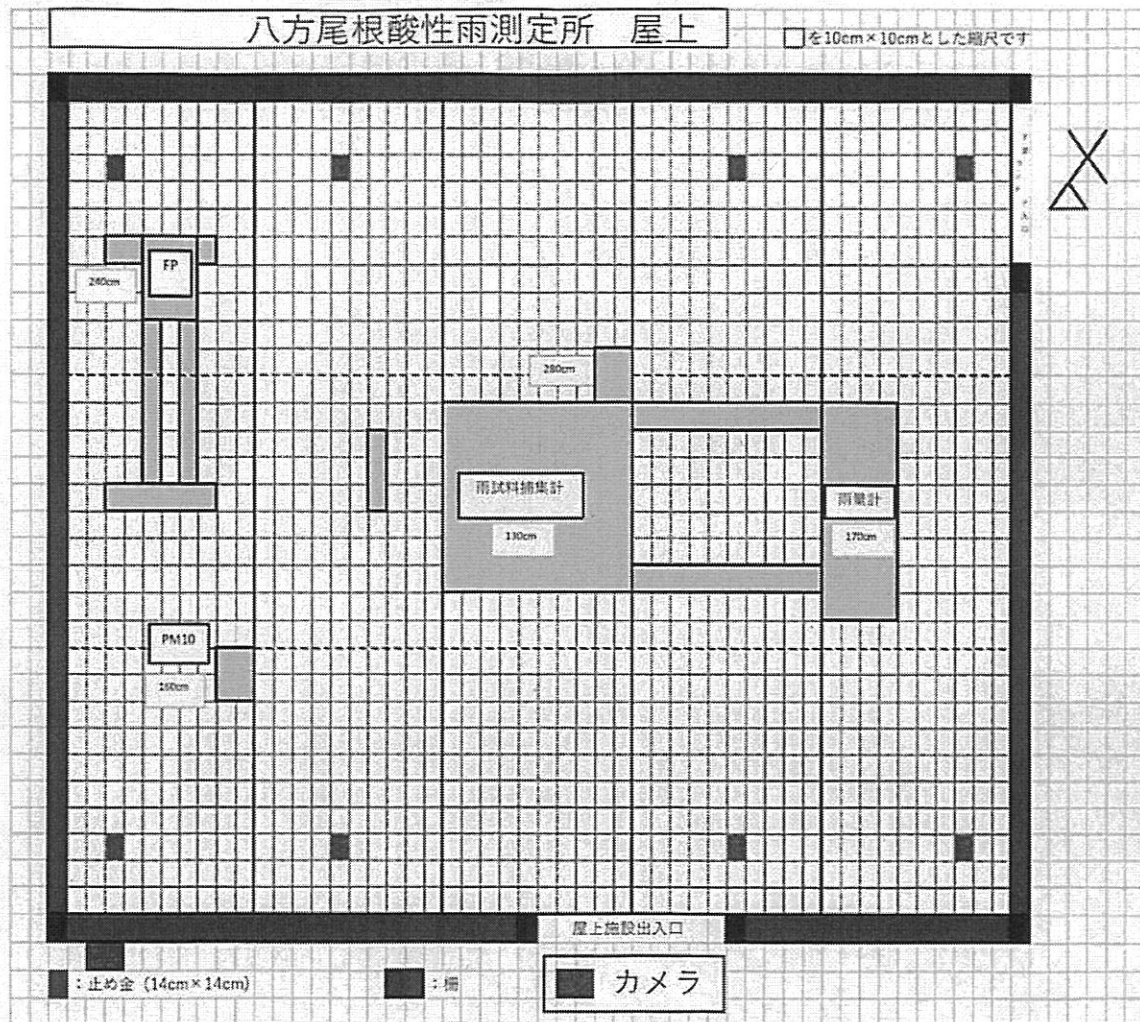 八方尾根酸性雨測定所　屋上
□を10cm×10cmとした縮尺です
FP
280cm
280cm
雨試料捕集計
130cm
雨量計
170cm
PM10
160cm
屋上施設出入口
：止め金（14cm×14cm）
：柵
カメラ